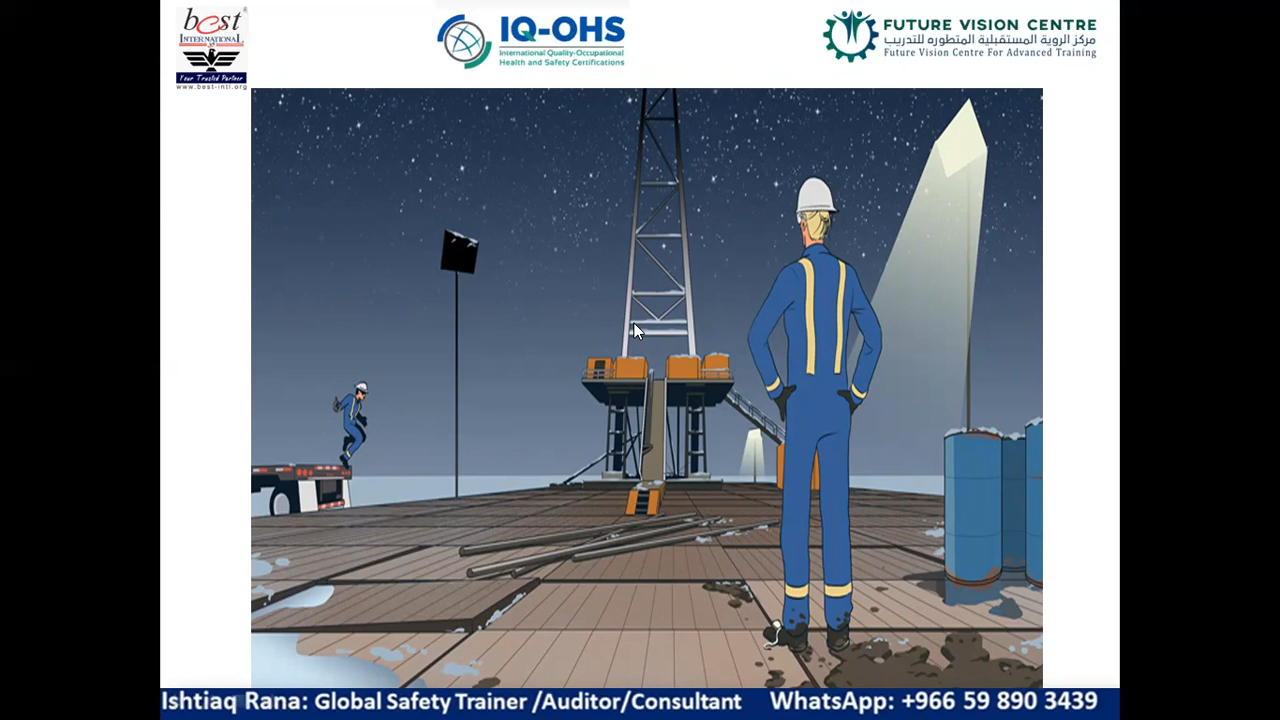 best
INTERNATIONAL
Your Trusted Partner
www.best-intl.org
IQ-OHS
International Quality-Occupational
Health and Safety Certifications
FUTURE VISION CENTRE
مركز الروية المستقبلية المتطوره للتدريب
Future Vision Centre For Advanced Training
Ishtiaq Rana: Global Safety Trainer /Auditor/Consultant WhatsApp: +966 59 890 3439